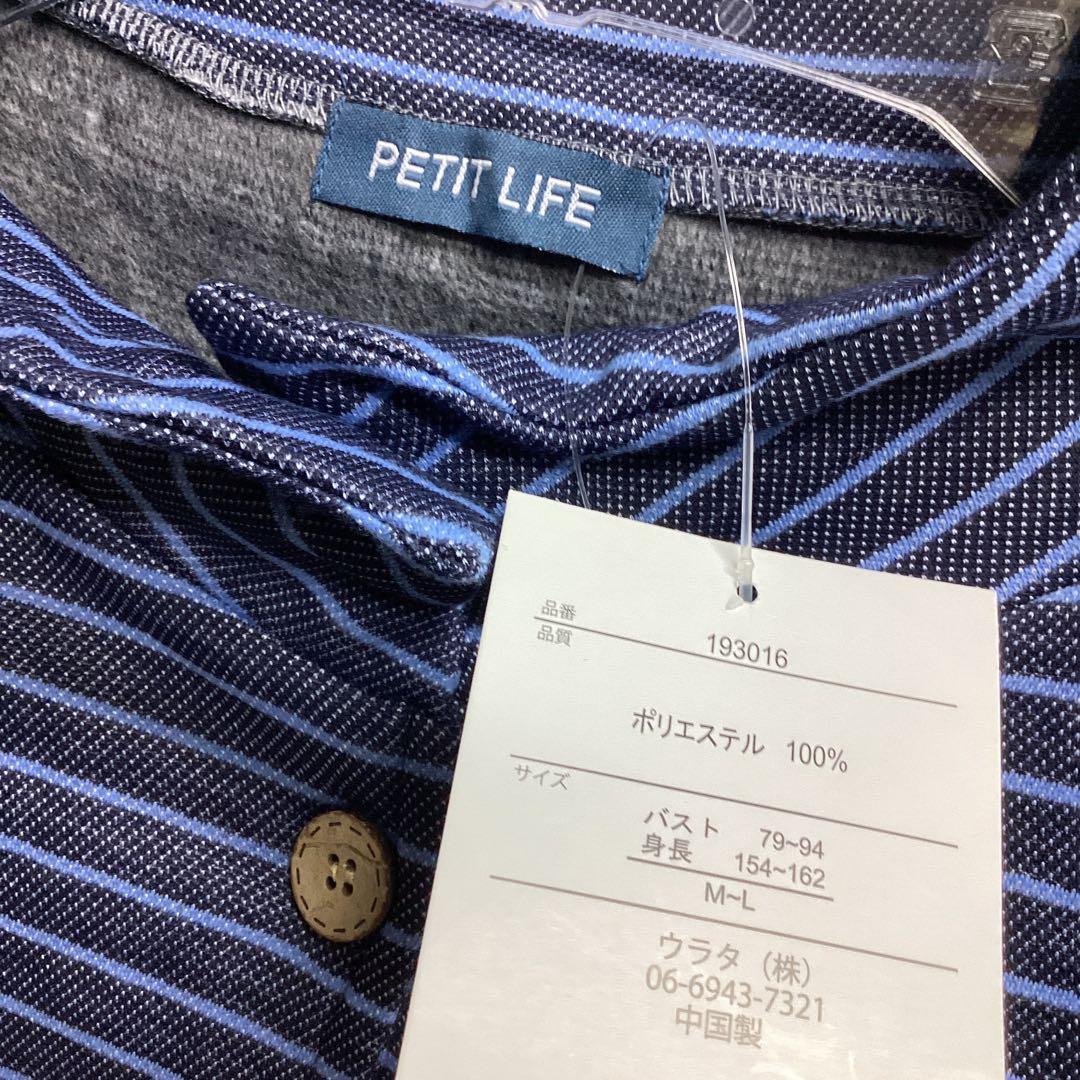 PETIT LIFE
品番 193016
品質
ポリエステル 100%
サイズ
バスト 79~94
身長 154~162
M~L
ウラタ（株）
06-6943-7321
中国製